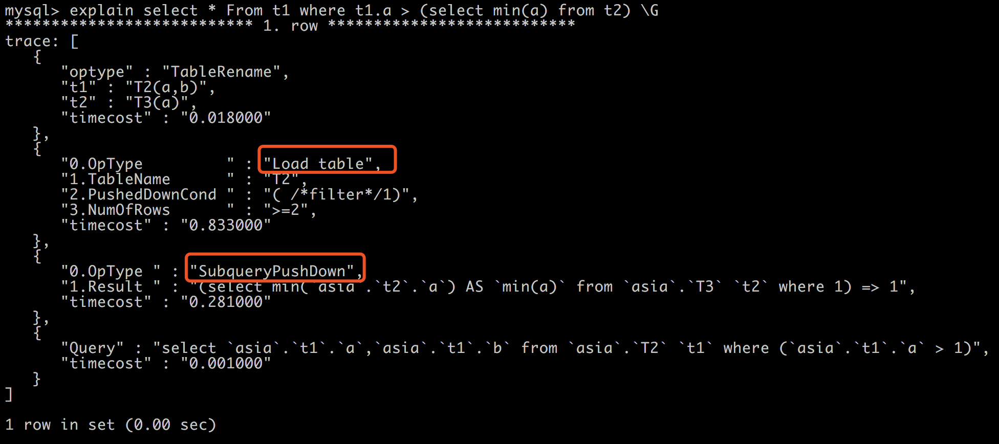 mysql> explain select * From t1 where t1.a > (select min(a) from t2) \G
*************************** 1. row ***************************
trace: [
   {
      "optype" : "TableRename",
      "t1" : "T2(a,b)",
      "t2" : "T3(a)",
      "timecost" : "0.018000"
   },
   {
      "0.OpType         " : "Load table",
      "1.TableName      " : "T2",
      "2.PushedDownCond " : "( /*filter*/1)",
      "3.NumOfRows      " : ">=2",
      "timecost" : "0.833000"
   },
   {
      "0.OpType " : "SubqueryPushDown",
      "1.Result " : "(select min(`asia`.`t2`.`a`) AS `min(a)` from `asia`.`T3` `t2` where 1) => 1",
      "timecost" : "0.281000"
   },
   {
      "Query" : "select `asia`.`t1`.`a`,`asia`.`t1`.`b` from `asia`.`T2` `t1` where (`asia`.`t1`.`a` > 1)",
      "timecost" : "0.001000"
   }
]
1 row in set (0.00 sec)